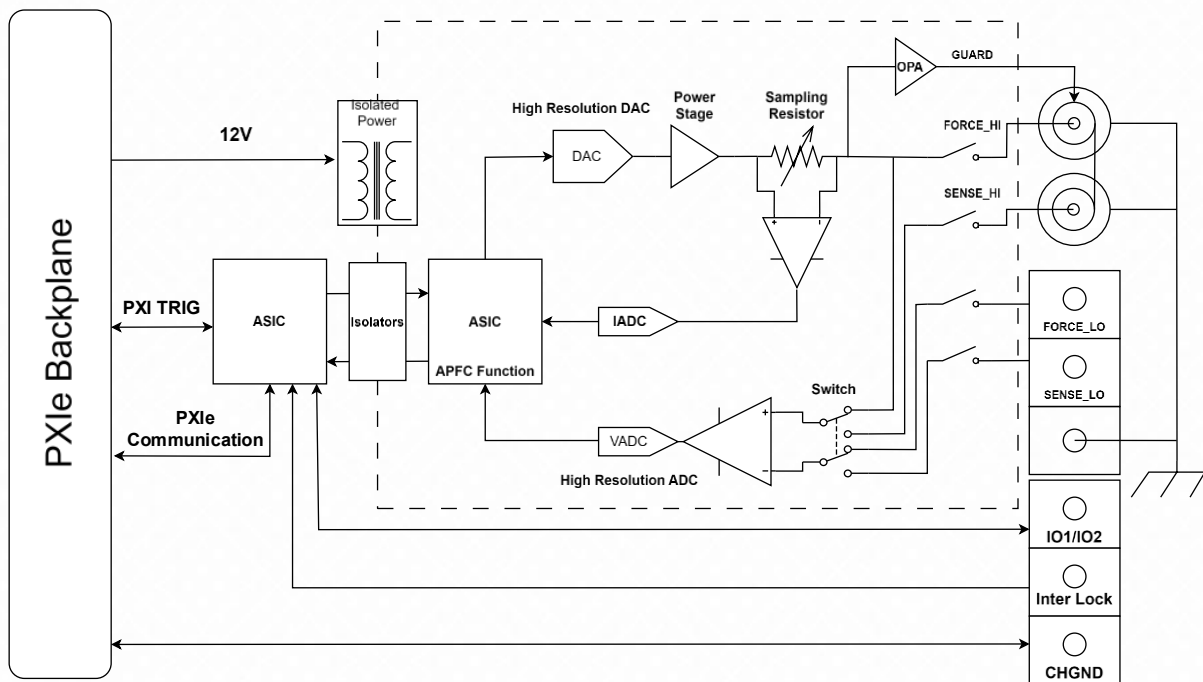 PXIe Backplane
12V
Isolated
Power
High Resolution DAC
DAC
Power
Stage
Sampling
Resistor
OPA
GUARD
FORCE_HI
SENSE_HI
PXI TRIG
ASIC
Isolators
ASIC
APFC Function
IADC
+
-
PXIe
Communication
VADC
High Resolution ADC
+
−
Switch
FORCE_LO
SENSE_LO
IO1/IO2
Inter Lock
CHGND